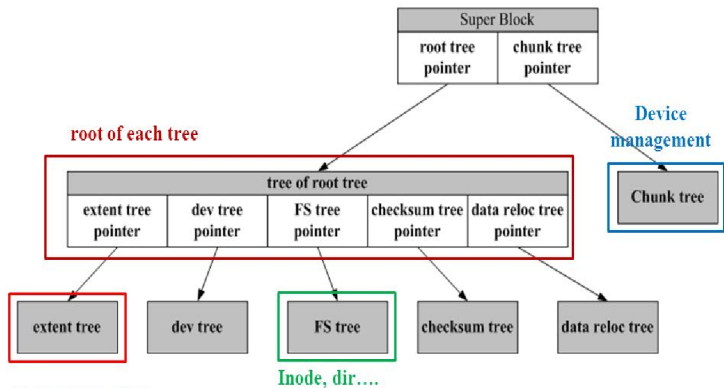 Super Block
root tree pointer
chunk tree pointer
root of each tree
Device management
tree of root tree
extent tree pointer
dev tree pointer
FS tree pointer
checksum tree pointer
data reloc tree pointer
Chunk tree
extent tree
dev tree
FS tree
checksum tree
data reloc tree
Inode, dir....